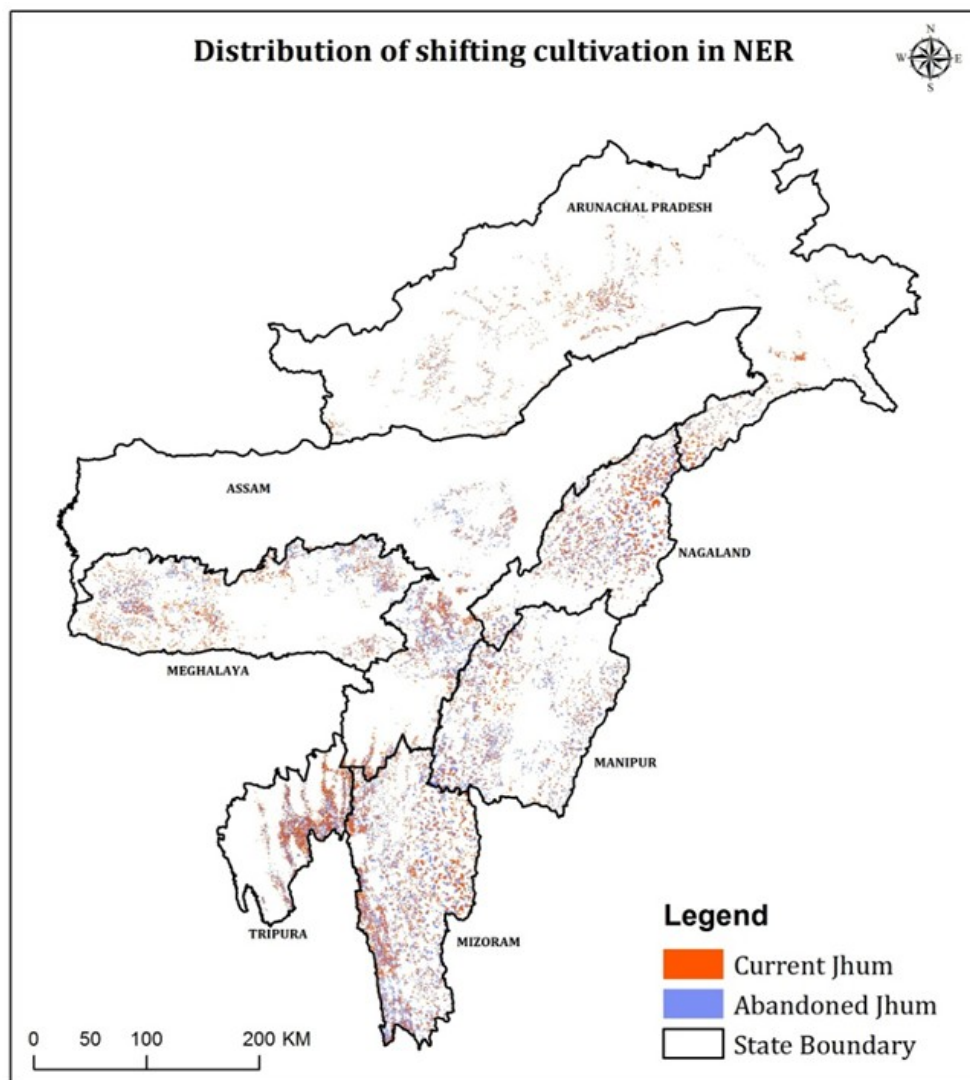 Distribution of shifting cultivation in NER
N
W E
S
ARUNACHAL PRADESH
ASSAM
NAGALAND
MEGHALAYA
MANIPUR
TRIPURA
MIZORAM
Legend
Current Jhum
Abandoned Jhum
State Boundary
0 50 100 200 KM